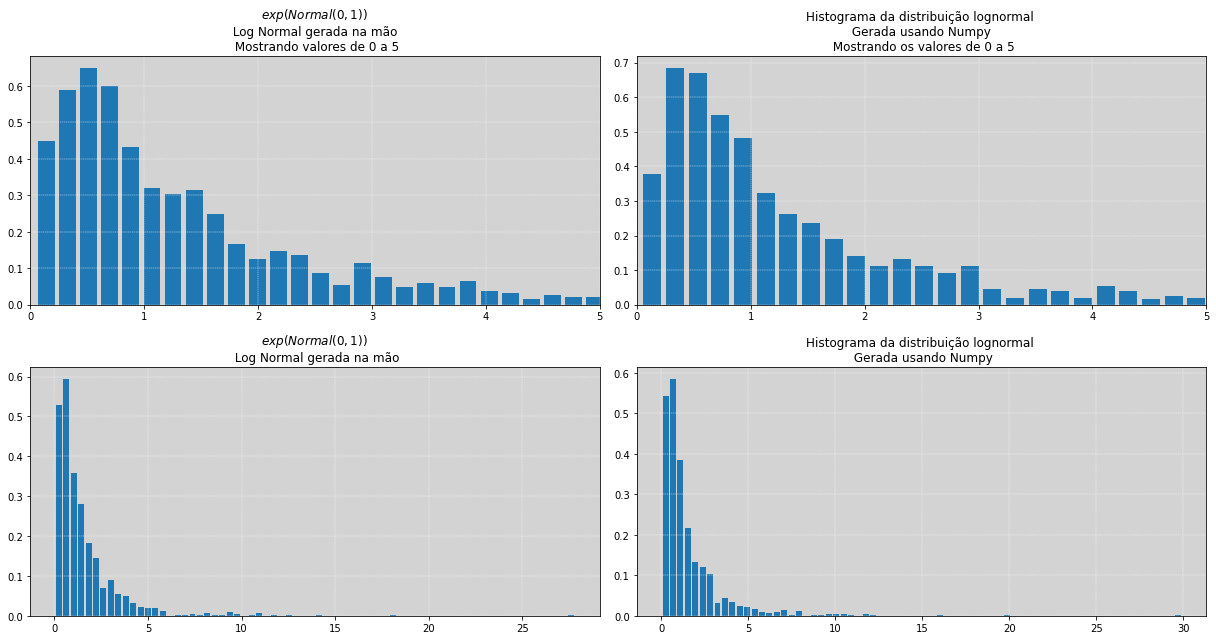 exp(Normal(0, 1))
Log Normal gerada na mão
Mostrando valores de 0 a 5
0.6
0.5
0.4
0.3
0.2
0.1
0.0
0 1 2 3 4 5
Histograma da distribuição lognormal
Gerada usando Numpy
Mostrando os valores de 0 a 5
0.7
0.6
0.5
0.4
0.3
0.2
0.1
0.0
0 1 2 3 4 5
exp(Normal(0, 1))
Log Normal gerada na mão
0.6
0.5
0.4
0.3
0.2
0.1
0.0
0 5 10 15 20 25
Histograma da distribuição lognormal
Gerada usando Numpy
0.6
0.5
0.4
0.3
0.2
0.1
0.0
0 5 10 15 20 25 30